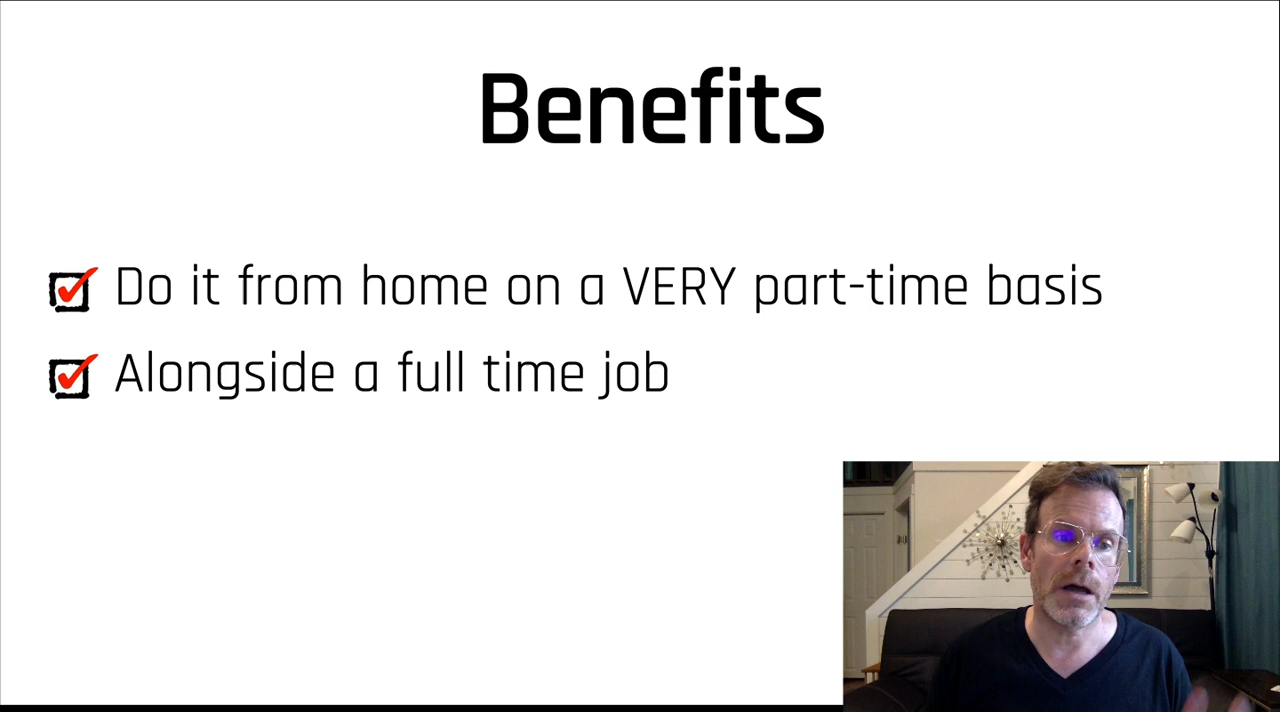 Benefits
Do it from home on a VERY part-time basis
Alongside a full time job